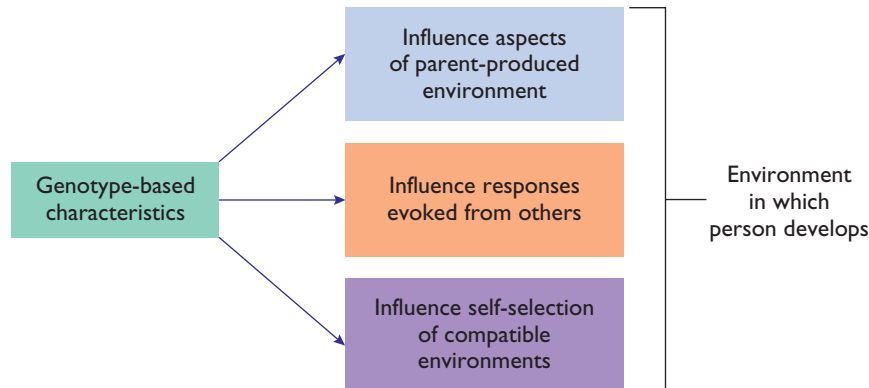 Influence aspects
of parent-produced
environment
Genotype-based
characteristics
Influence responses
evoked from others
Environment
in which
person develops
Influence self-selection
of compatible
environments